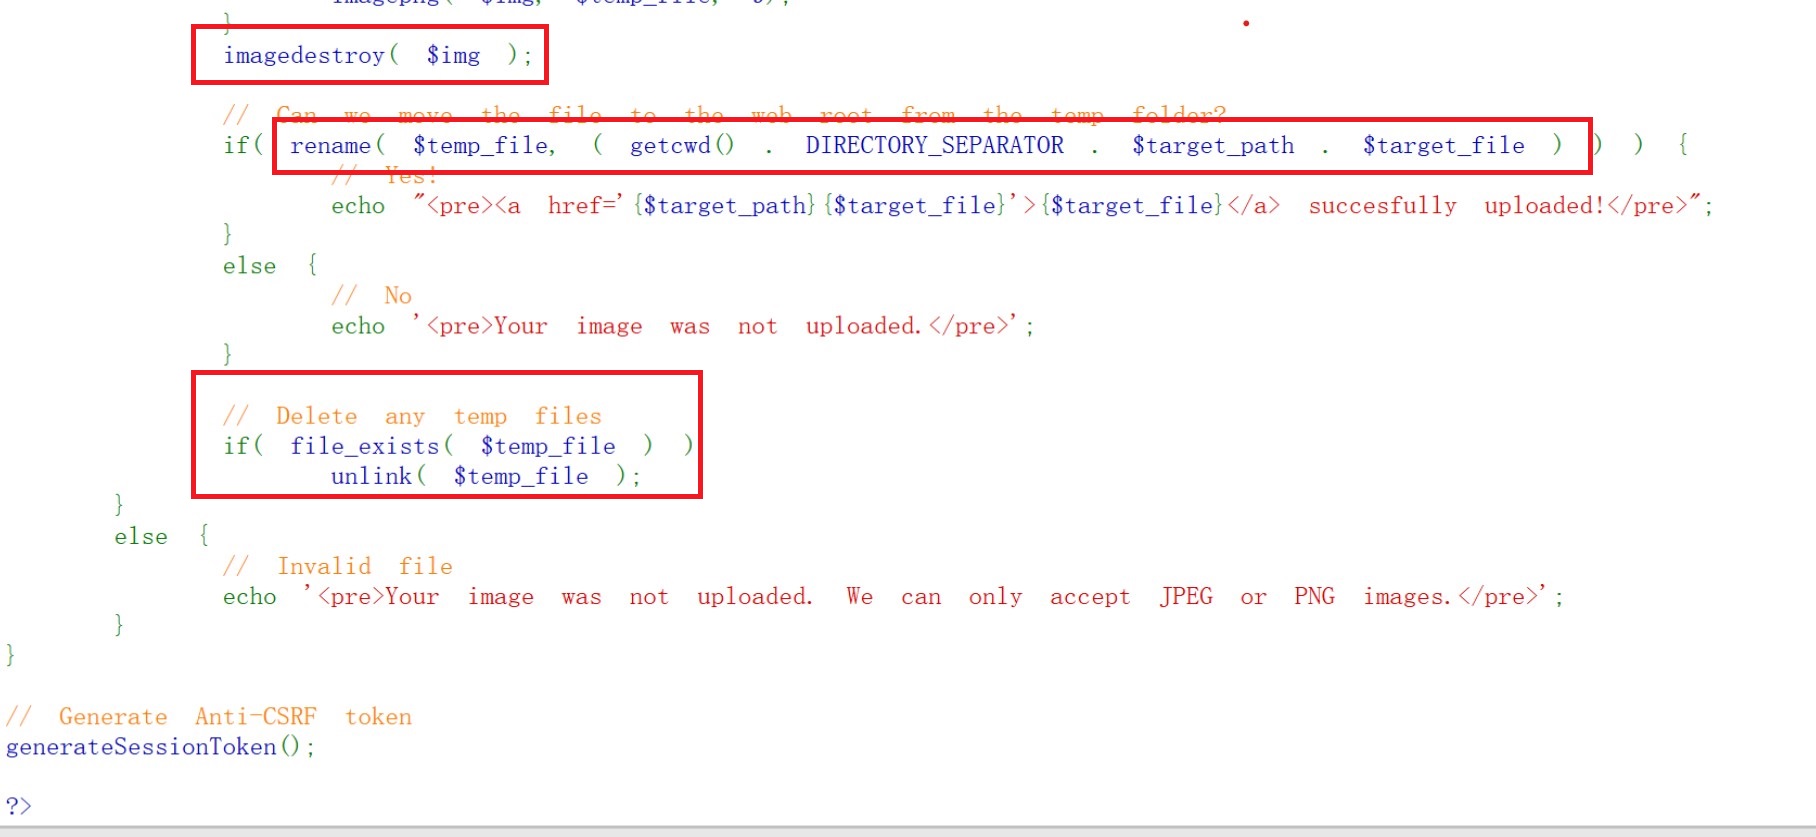 }
imagedestroy( $img );
// Can we move the file to the web root from the temp folder?
if( rename( $temp_file, ( getcwd() . DIRECTORY_SEPARATOR . $target_path . $target_file ) ) ) {
// Yes!
echo "<pre><a href='{$target_path}{$target_file}'>{$target_file}</a> succesfully uploaded!</pre>";
}
else {
// No
echo '<pre>Your image was not uploaded.</pre>';
}
// Delete any temp files
if( file_exists( $temp_file ) )
unlink( $temp_file );
}
else {
// Invalid file
echo '<pre>Your image was not uploaded. We can only accept JPEG or PNG images.</pre>';
}
}
// Generate Anti-CSRF token
generateSessionToken();
?>